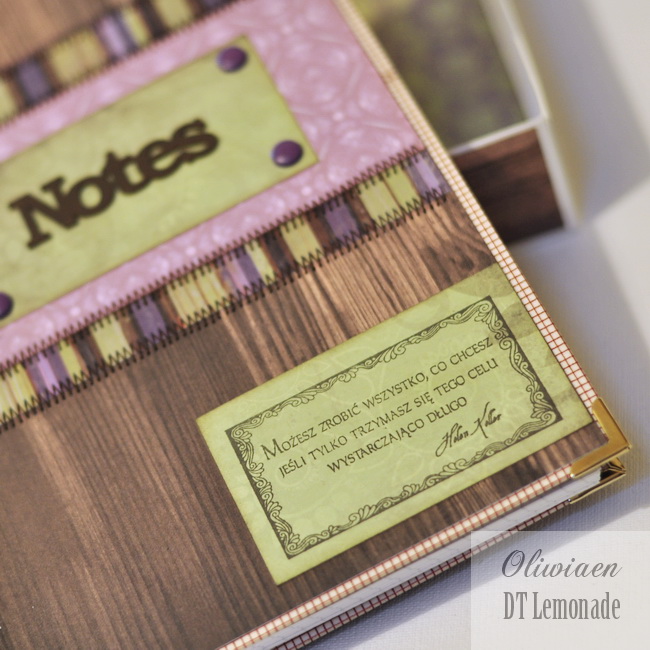 Notes
Możesz zrobić wszystko, co chcesz
jeśli tylko trzymasz się tego celu
wystarczająco długo
Helen Keller
Oliwiaen
DT Lemonade